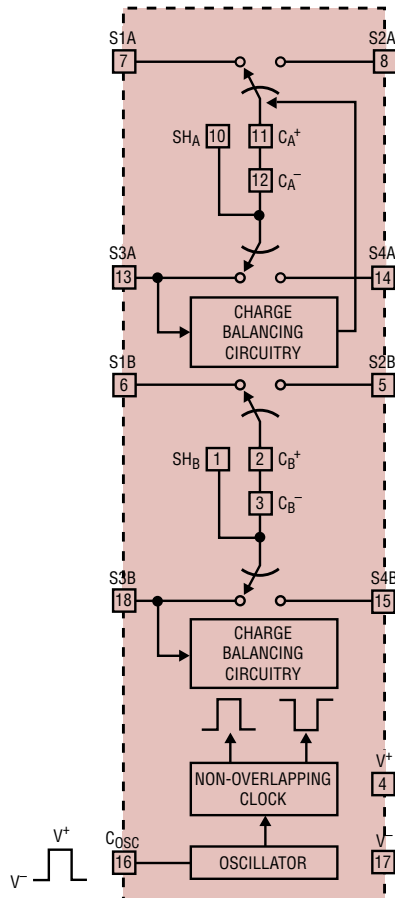 S1A S2A
7 8
SHA 10 11 CA+
12 CA−
S3A S4A
13 14
CHARGE
BALANCING
CIRCUITRY
S1B S2B
6 5
SHB 1 2 CB+
3 CB−
S3B S4B
18 15
CHARGE
BALANCING
CIRCUITRY
V+
NON-OVERLAPPING
CLOCK
4
V+ COSC V−
V− 16 OSCILLATOR 17